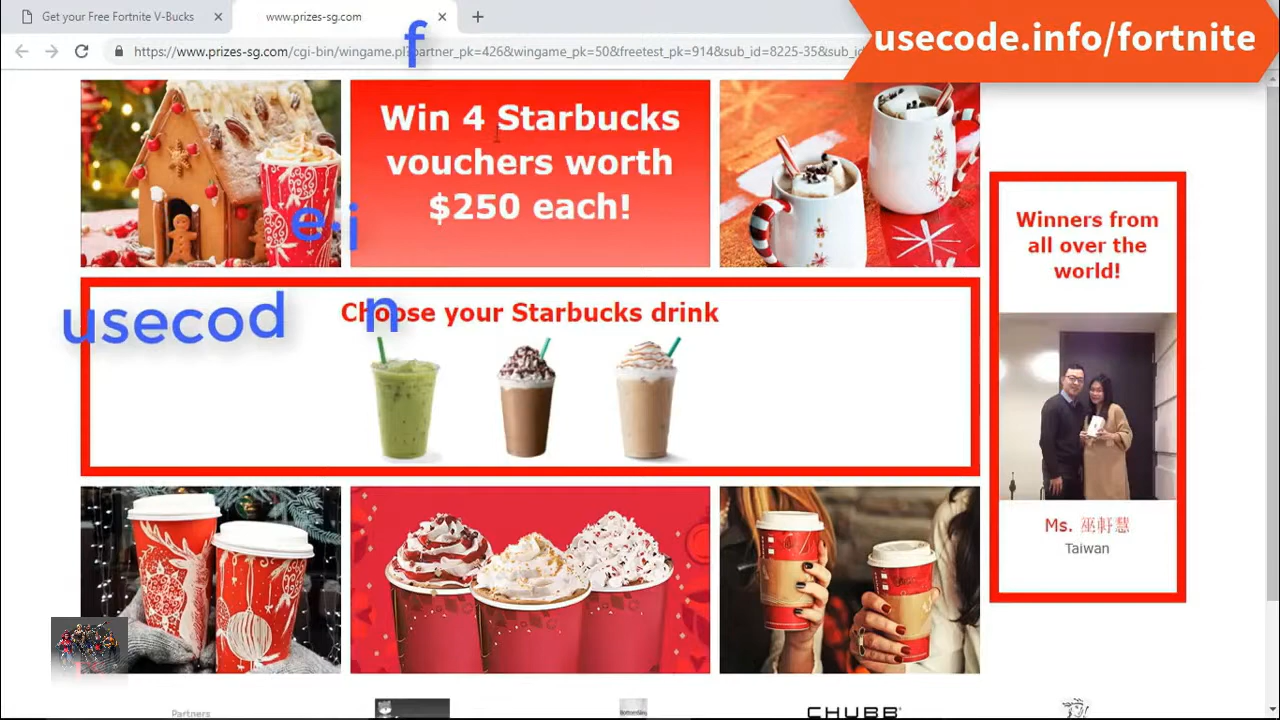 Get your Free Fortnite V-Bucks
www.prizes-sg.com
https://www.prizes-sg.com/cgi-bin/wingame.pl?partner_pk=426&wingame_pk=50&freetest_pk=914&sub_id=8225-35&sub_id
usecode.info/fortnite
f
Win 4 Starbucks
vouchers worth
$250 each!
e.i
Winners from
all over the
world!
usecod n
Choose your Starbucks drink
Ms. 巫軒慧
Taiwan
Partners
CHUBB